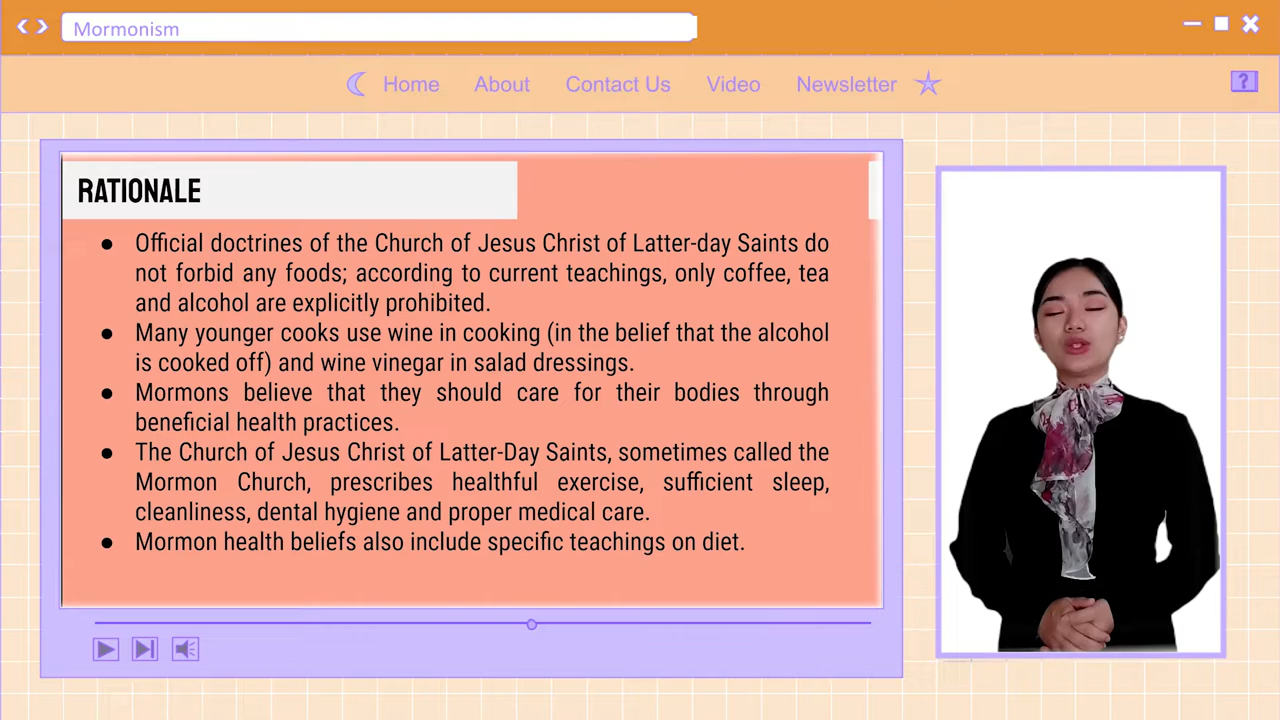 Mormonism
Home About Contact Us Video Newsletter
?
RATIONALE
● Official doctrines of the Church of Jesus Christ of Latter-day Saints do
not forbid any foods; according to current teachings, only coffee, tea
and alcohol are explicitly prohibited.
● Many younger cooks use wine in cooking (in the belief that the alcohol
is cooked off) and wine vinegar in salad dressings.
● Mormons believe that they should care for their bodies through
beneficial health practices.
● The Church of Jesus Christ of Latter-Day Saints, sometimes called the
Mormon Church, prescribes healthful exercise, sufficient sleep,
cleanliness, dental hygiene and proper medical care.
● Mormon health beliefs also include specific teachings on diet.